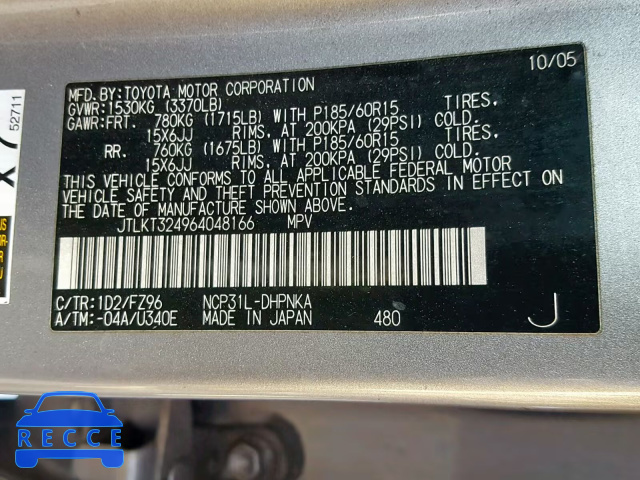 10/05
MFD.BY:TOYOTA MOTOR CORPORATION
GVWR:1530KG (3370LB)
GAWR:FRT. 780KG (1715LB) WITH P185/60R15 TIRES,
15X6JJ RIMS, AT 200KPA (29PSI) COLD.
RR. 760KG (1675LB) WITH P185/60R15 TIRES,
15X6JJ RIMS, AT 200KPA (29PSI) COLD.
THIS VEHICLE CONFORMS TO ALL APPLICABLE FEDERAL MOTOR
VEHICLE SAFETY AND THEFT PREVENTION STANDARDS IN EFFECT ON
THE DATE OF MANUFACTURE SHOWN ABOVE.
JTLKT324964048166 MPV
C/TR:1D2/FZ96 NCP31L-DHPNKA
A/TM:-04A/U340E MADE IN JAPAN 480 J
52711
X 7
RECCE